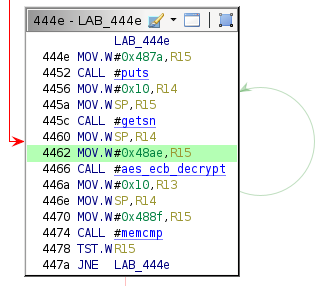 444e - LAB_444e
LAB_444e
444e MOV.W #0x487a,R15
4452 CALL #puts
4456 MOV.W #0x10,R14
445a MOV.W SP,R15
445c CALL #getsn
4460 MOV.W SP,R14
4462 MOV.W #0x48ae,R15
4466 CALL #aes_ecb_decrypt
446a MOV.W #0x10,R13
446e MOV.W SP,R14
4470 MOV.W #0x488f,R15
4474 CALL #memcmp
4478 TST.W R15
447a JNE LAB_444e